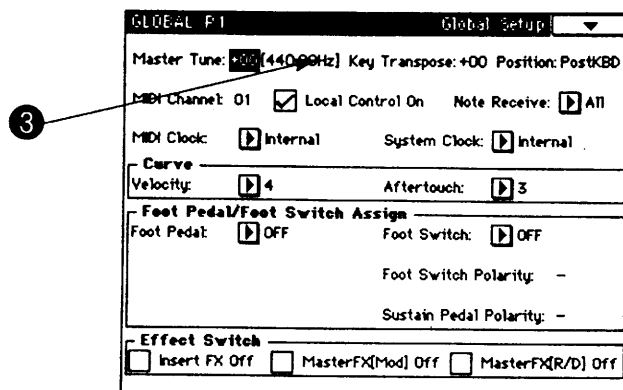 GLOBAL P1 Global Setup
Master Tune: +00 [440.00Hz] Key Transpose: +00 Position: PostKBD
MIDI Channel: 01 Local Control On Note Receive: All
3
MIDI Clock: Internal System Clock: Internal
Curve
Velocity: 4 Aftertouch: 3
Foot Pedal/Foot Switch Assign
Foot Pedal: OFF Foot Switch: OFF
Foot Switch Polarity: -
Sustain Pedal Polarity: - -
Effect Switch
Insert FX Off MasterFX[Mod] Off MasterFX[R/D] Off